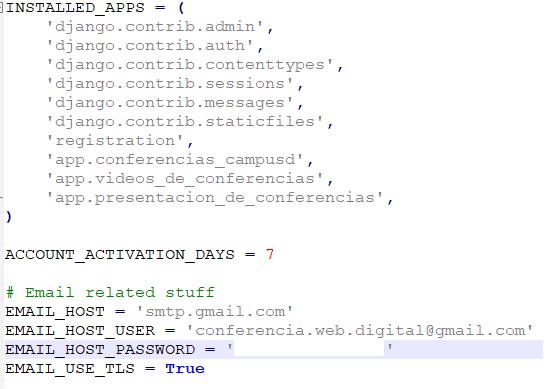 INSTALLED_APPS = (
'django.contrib.admin',
'django.contrib.auth',
'django.contrib.contenttypes',
'django.contrib.sessions',
'django.contrib.messages',
'django.contrib.staticfiles',
'registration',
'app.conferencias_campusd',
'app.videos_de_conferencias',
'app.presentacion_de_conferencias',
)
ACCOUNT_ACTIVATION_DAYS = 7
# Email related stuff
EMAIL_HOST = 'smtp.gmail.com'
EMAIL_HOST_USER = 'conferencia.web.digital@gmail.com'
EMAIL_HOST_PASSWORD = ' '
EMAIL_USE_TLS = True